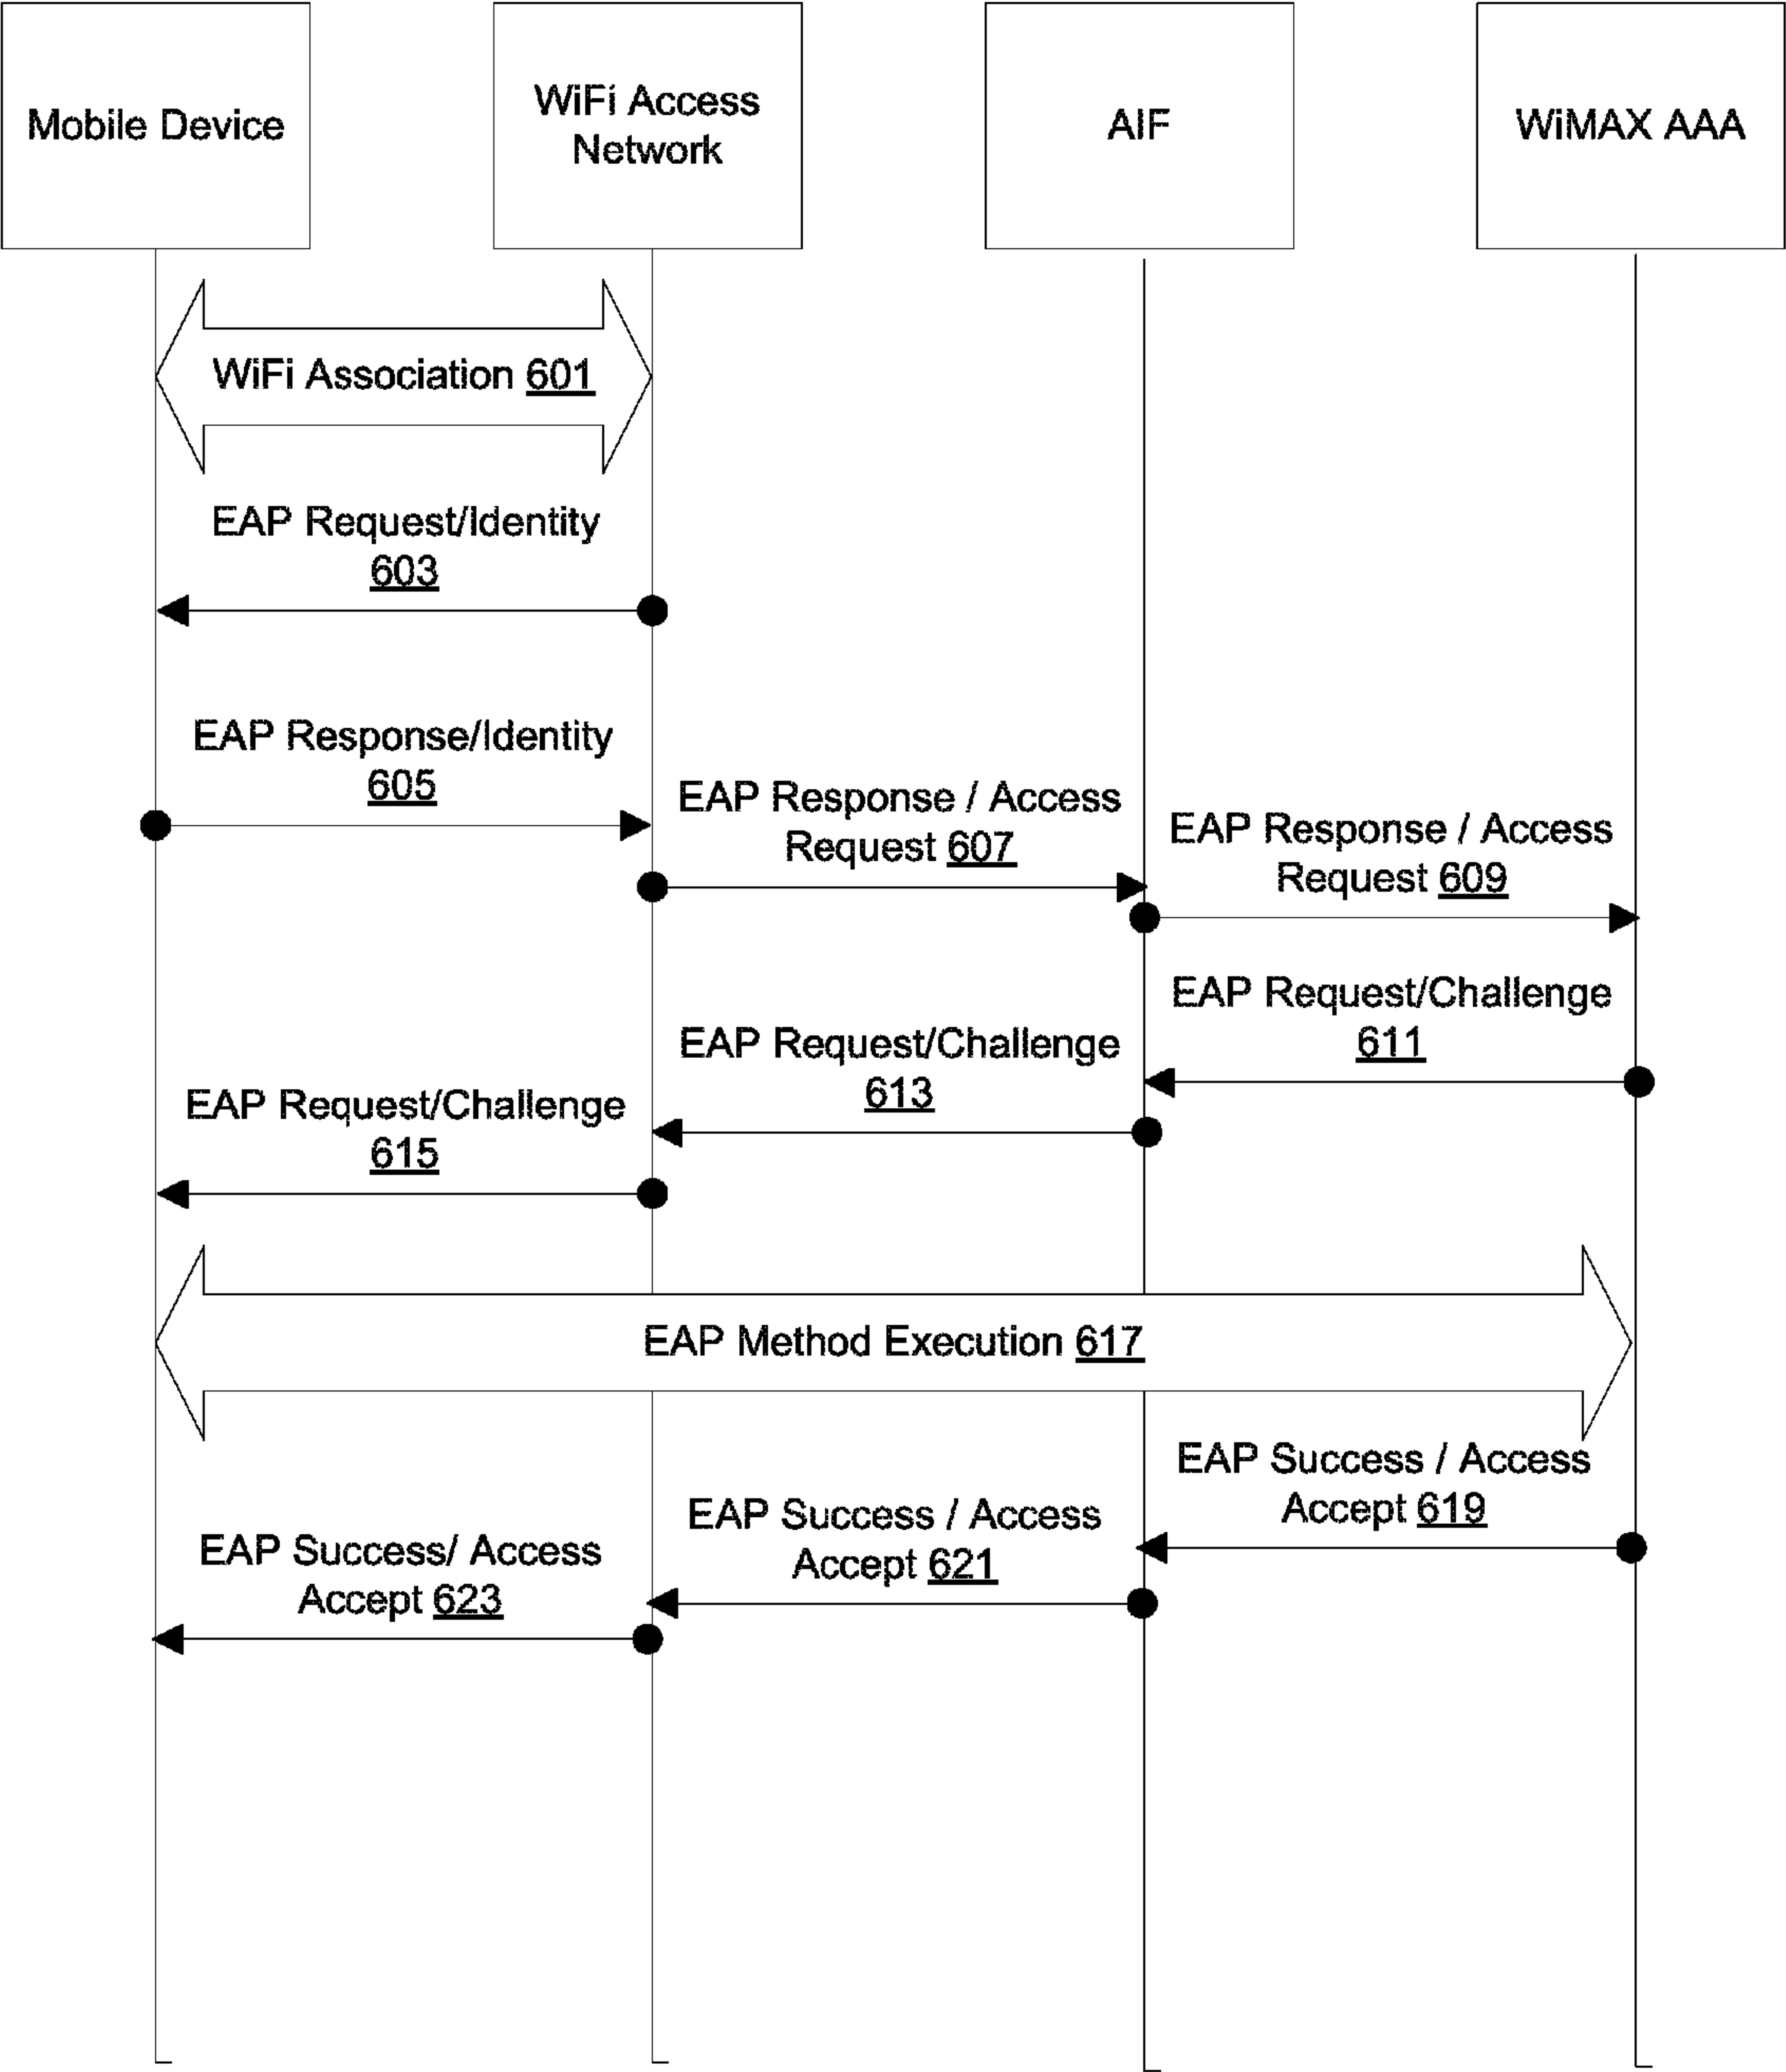 Mobile Device
WiFi Access
Network
AIF
WiMAX AAA
WiFi Association 601
EAP Request/Identity
603
EAP Response/Identity
605
EAP Response / Access
Request 607
EAP Response / Access
Request 609
EAP Request/Challenge
611
EAP Request/Challenge
613
EAP Request/Challenge
615
EAP Method Execution 617
EAP Success / Access
Accept 619
EAP Success / Access
Accept 621
EAP Success/ Access
Accept 623